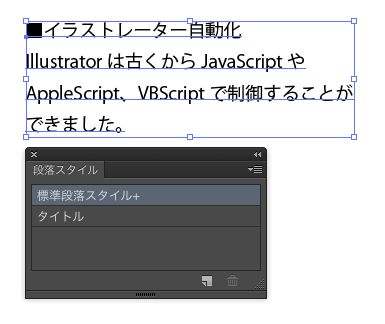 ■イラストレーター自動化
Illustrator は古くから JavaScript や
AppleScript、VBScript で制御することが
できました。
段落スタイル
標準段落スタイル+
タイトル